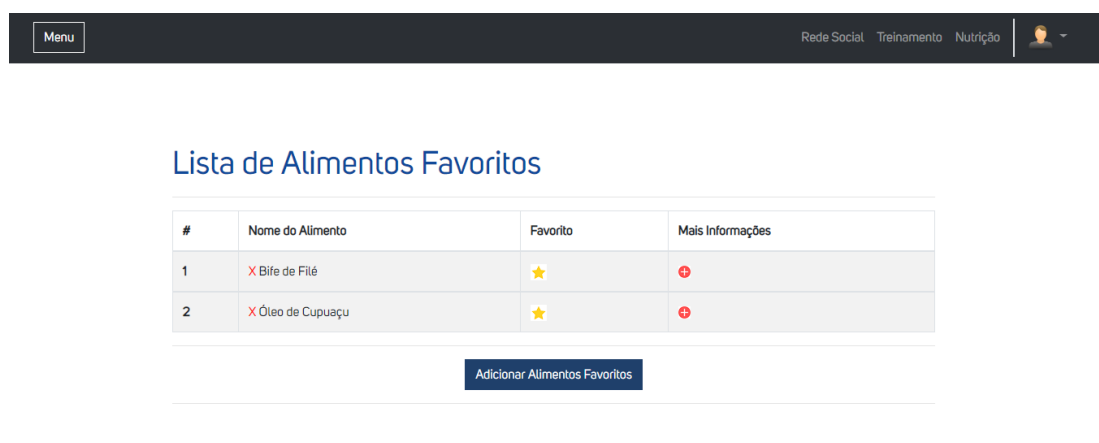 Menu Rede Social Treinamento Nutrição
Lista de Alimentos Favoritos
# Nome do Alimento Favorito Mais Informações
1 X Bife de Filé
2 X Óleo de Cupuaçu
Adicionar Alimentos Favoritos